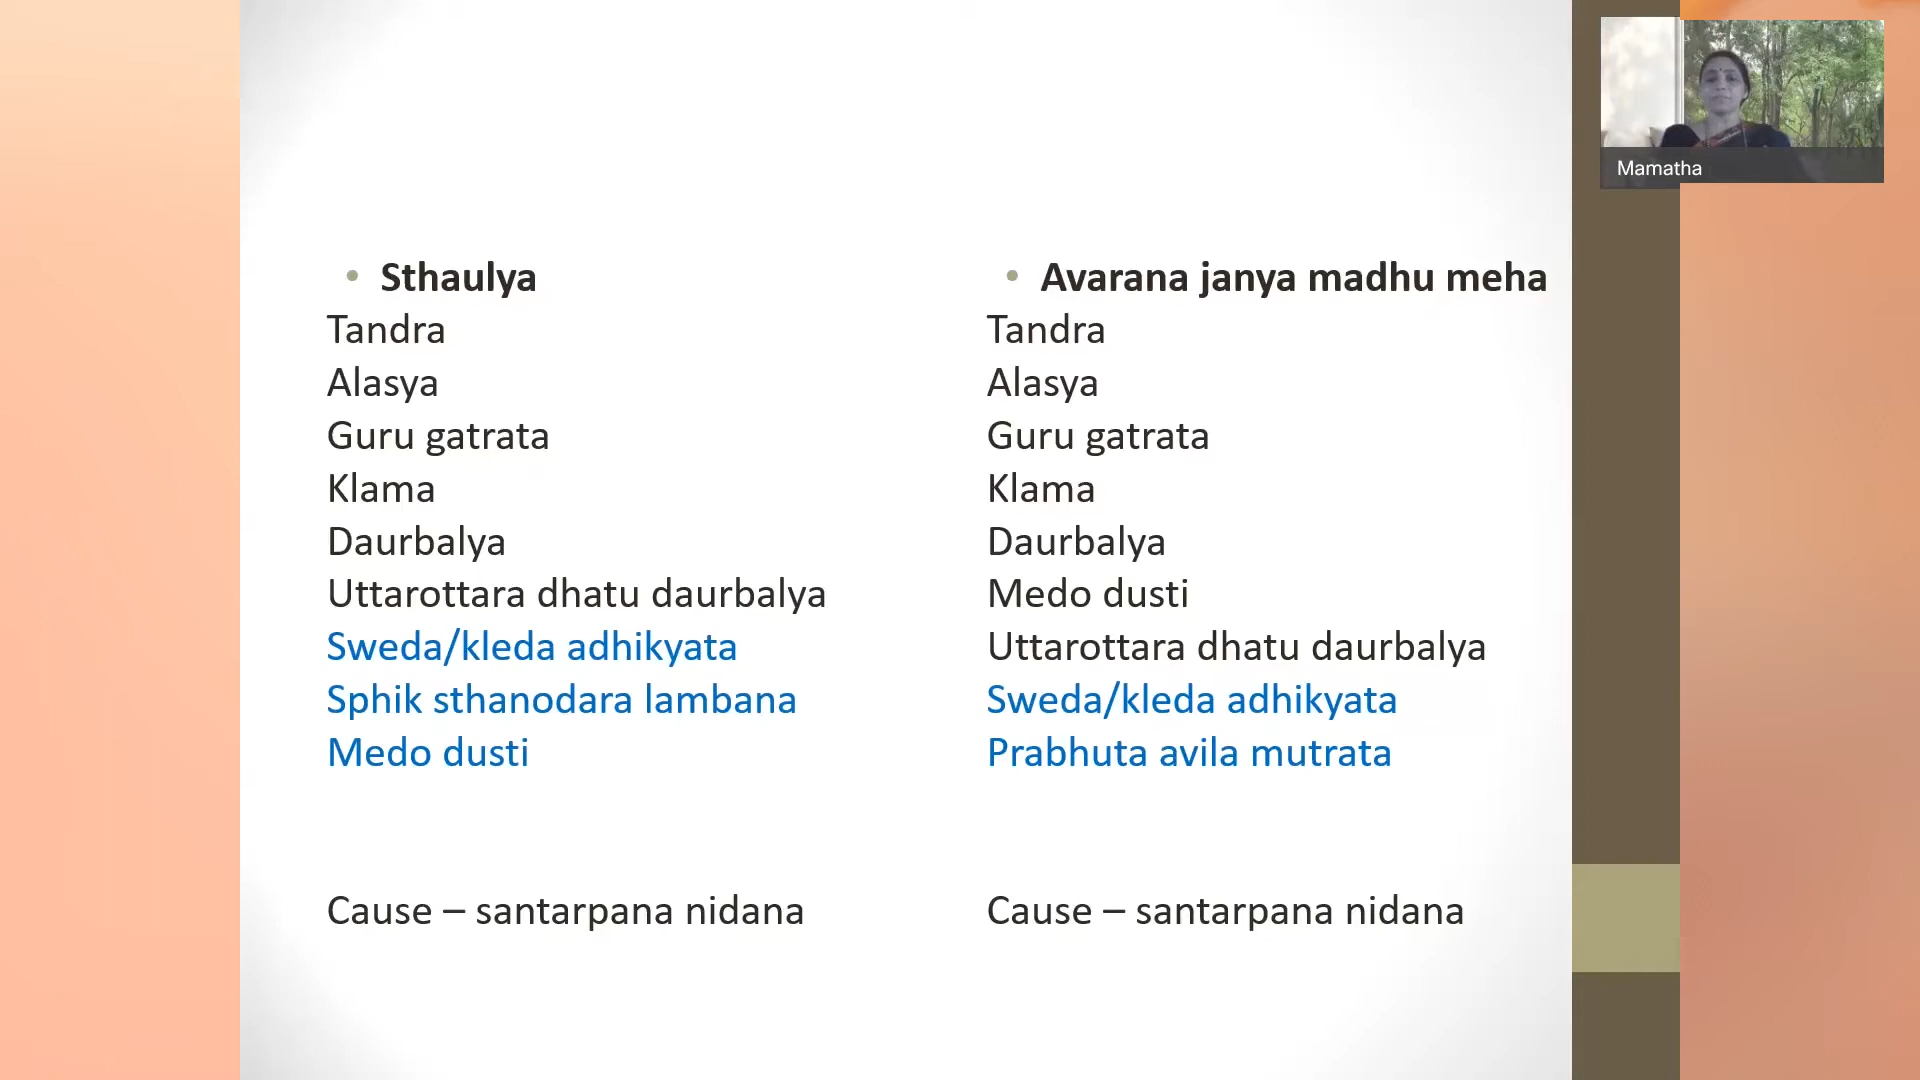 Mamatha
• Sthaulya
Tandra
Alasya
Guru gatrata
Klama
Daurbalya
Uttarottara dhatu daurbalya
Sweda/kleda adhikyata
Sphik sthanodara lambana
Medo dusti
Cause – santarpana nidana
• Avarana janya madhu meha
Tandra
Alasya
Guru gatrata
Klama
Daurbalya
Medo dusti
Uttarottara dhatu daurbalya
Sweda/kleda adhikyata
Prabhuta avila mutrata
Cause – santarpana nidana